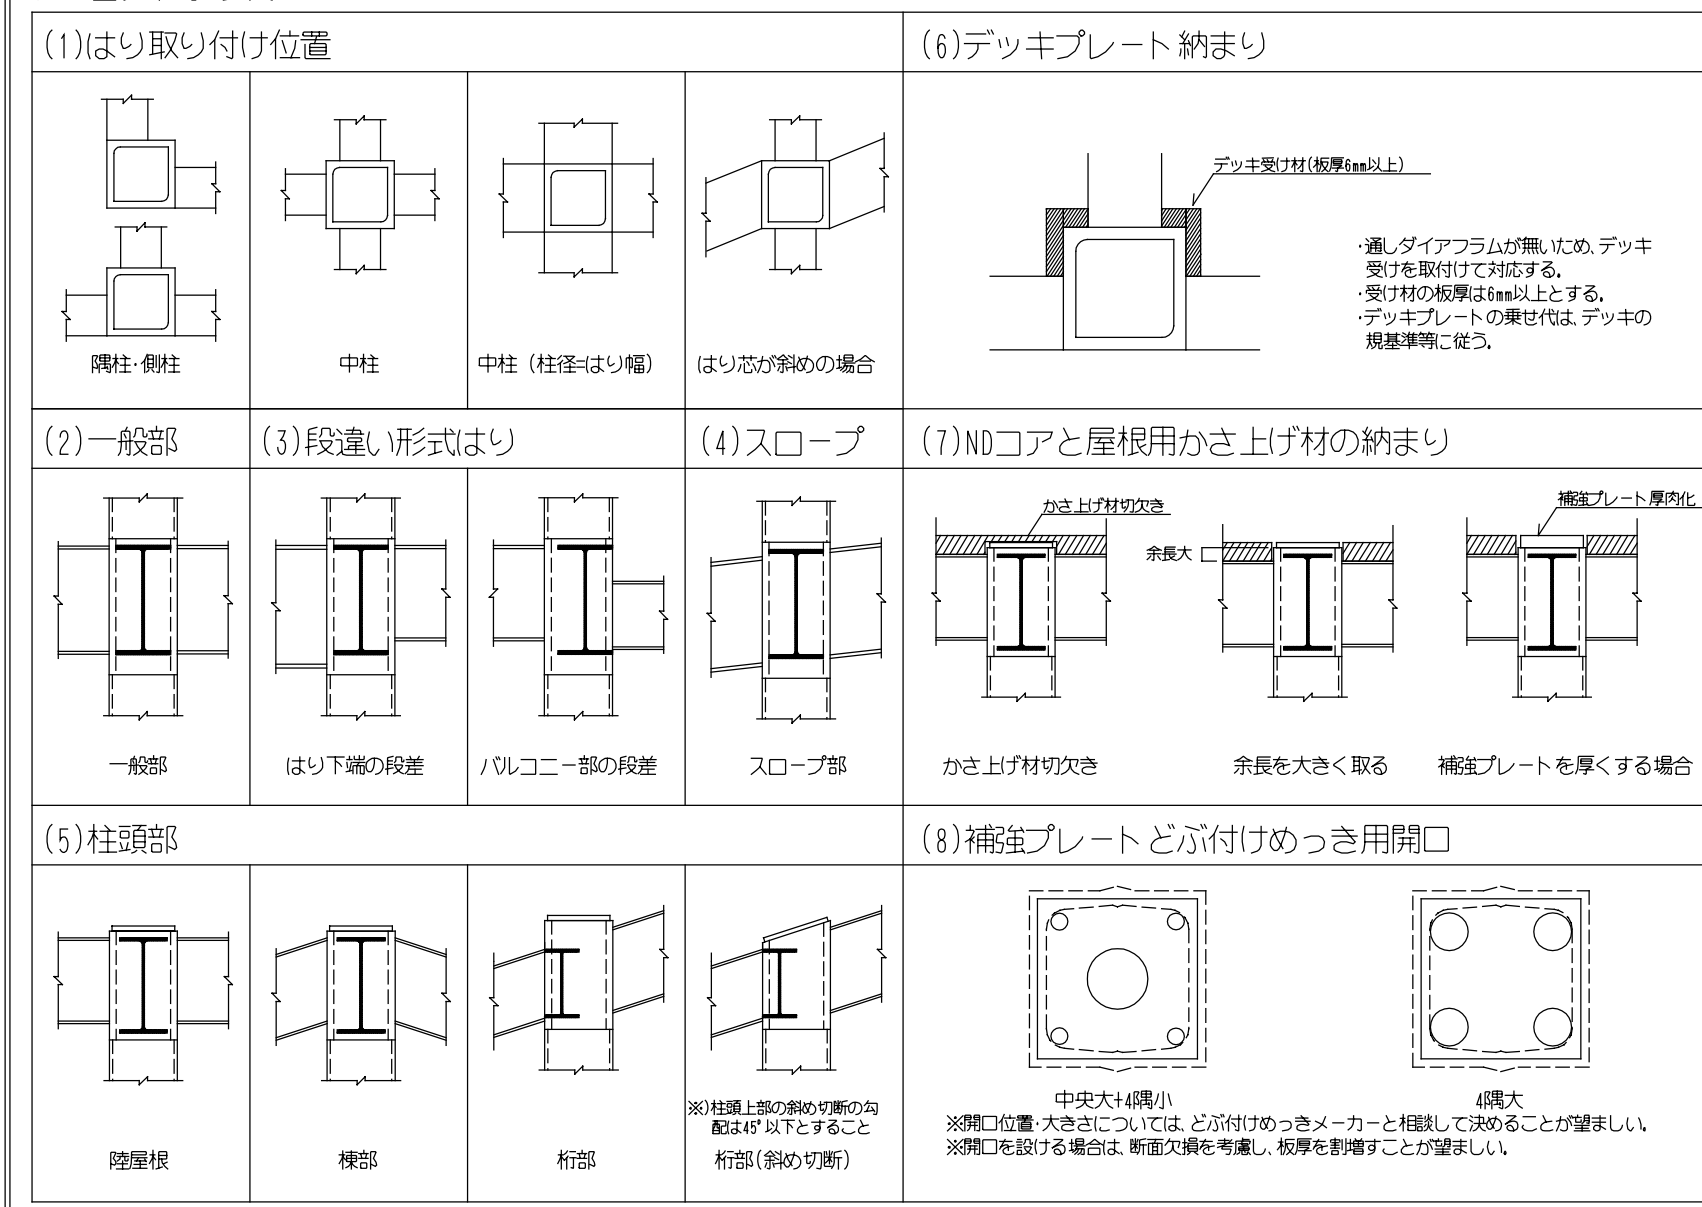 (1)はり取り付け位置
隅柱・側柱
中柱
中柱（柱径=はり幅）
はり芯が斜めの場合
(6)デッキプレート納まり
デッキ受け材(板厚6mm以上)
・通しダイアフラムが無いため、デッキ
受けを取付けて対応する。
・受け材の板厚は6mm以上とする。
・デッキプレートの乗せ代は、デッキの
規基準等に従う。
(2)一般部
一般部
(3)段違い形式はり
はり下端の段差
バルコニー部の段差
(4)スロープ
スロープ部
(7)NDコアと屋根用かさ上げ材の納まり
かさ上げ材切欠き
余長大
補強プレート厚肉化
かさ上げ材切欠き
余長を大きく取る
補強プレートを厚くする場合
(5)柱頭部
陸屋根
棟部
桁部
※)柱頭上部の斜め切断の勾
配は45°以下とすること
桁部(斜め切断)
(8)補強プレートどぶ付けめっき用開口
中央大+4隅小
4隅大
※開口位置・大きさについては、どぶ付けめっきメーカーと相談して決めることが望ましい。
※開口を設ける場合は、断面欠損を考慮し、板厚を割増すことが望ましい。